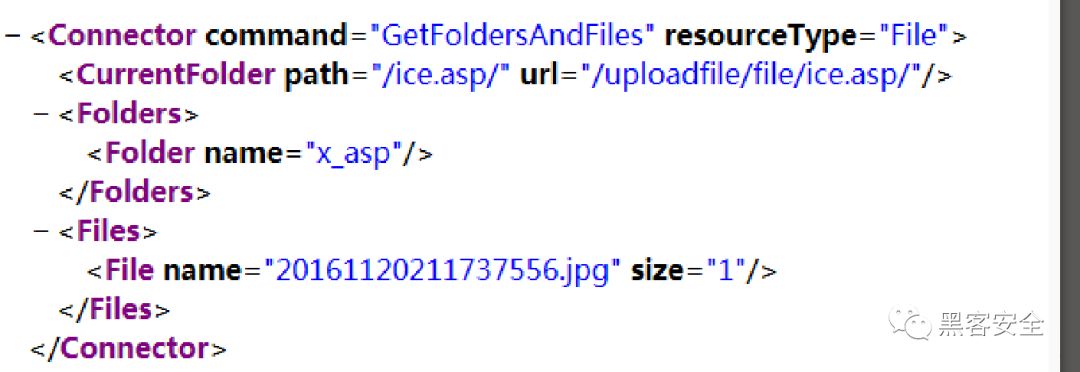 − <Connector command="GetFoldersAndFiles" resourceType="File">
<CurrentFolder path="/ice.asp/" url="/uploadfile/file/ice.asp/"/>
− <Folders>
<Folder name="x_asp"/>
</Folders>
− <Files>
<File name="20161120211737556.jpg" size="1"/>
</Files>
</Connector>
黑客安全